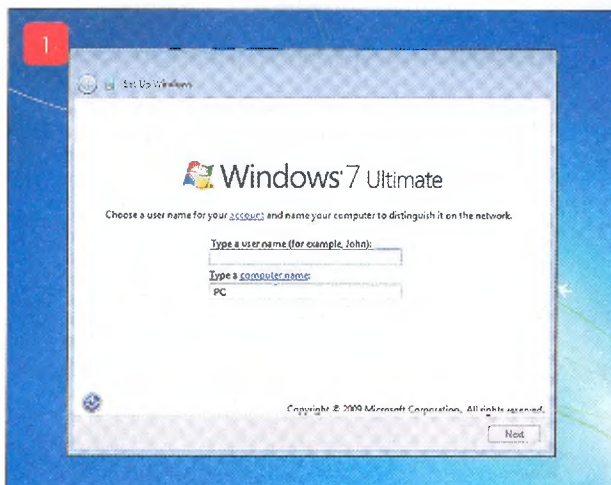 1
Set Up Windows
Windows 7 Ultimate
Choose a user name for your account and name your computer to distinguish it on the network.
Type a user name (for example, John):
Type a computer name:
PC
Copyright © 2009 Microsoft Corporation. All rights reserved.
Next